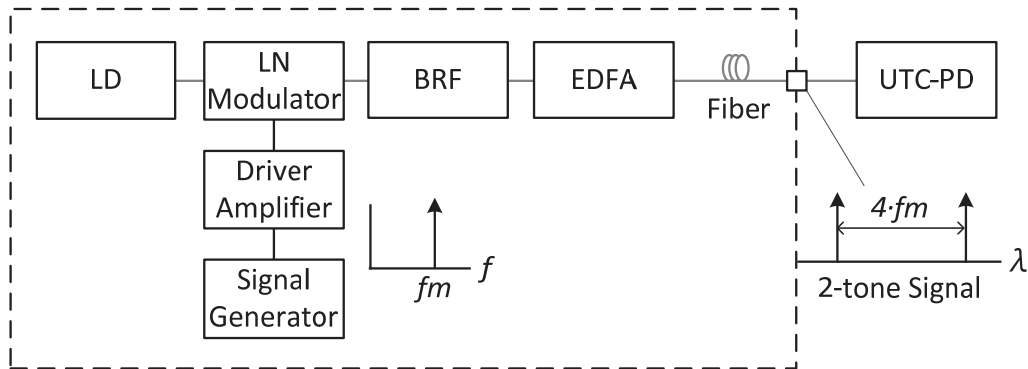 LD
LN
Modulator
BRF
EDFA
Fiber
UTC-PD
Driver
Amplifier
Signal
Generator
fm
f
4·fm
λ
2-tone Signal